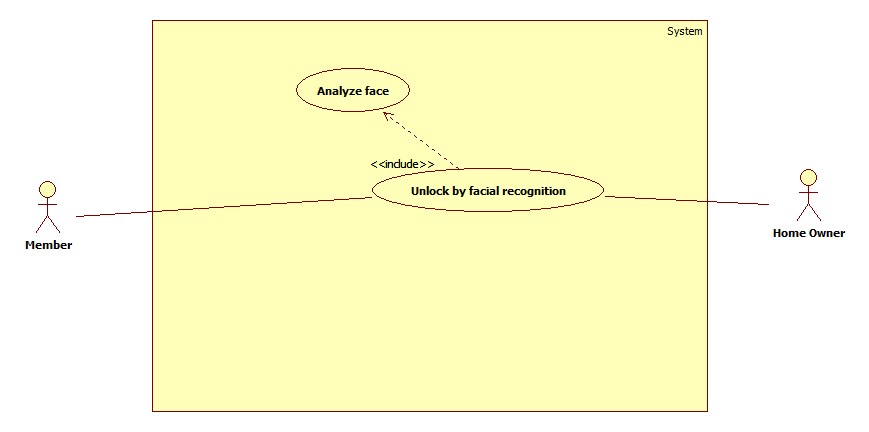 System
Analyze face
<<include>>
Unlock by facial recognition
Member
Home Owner